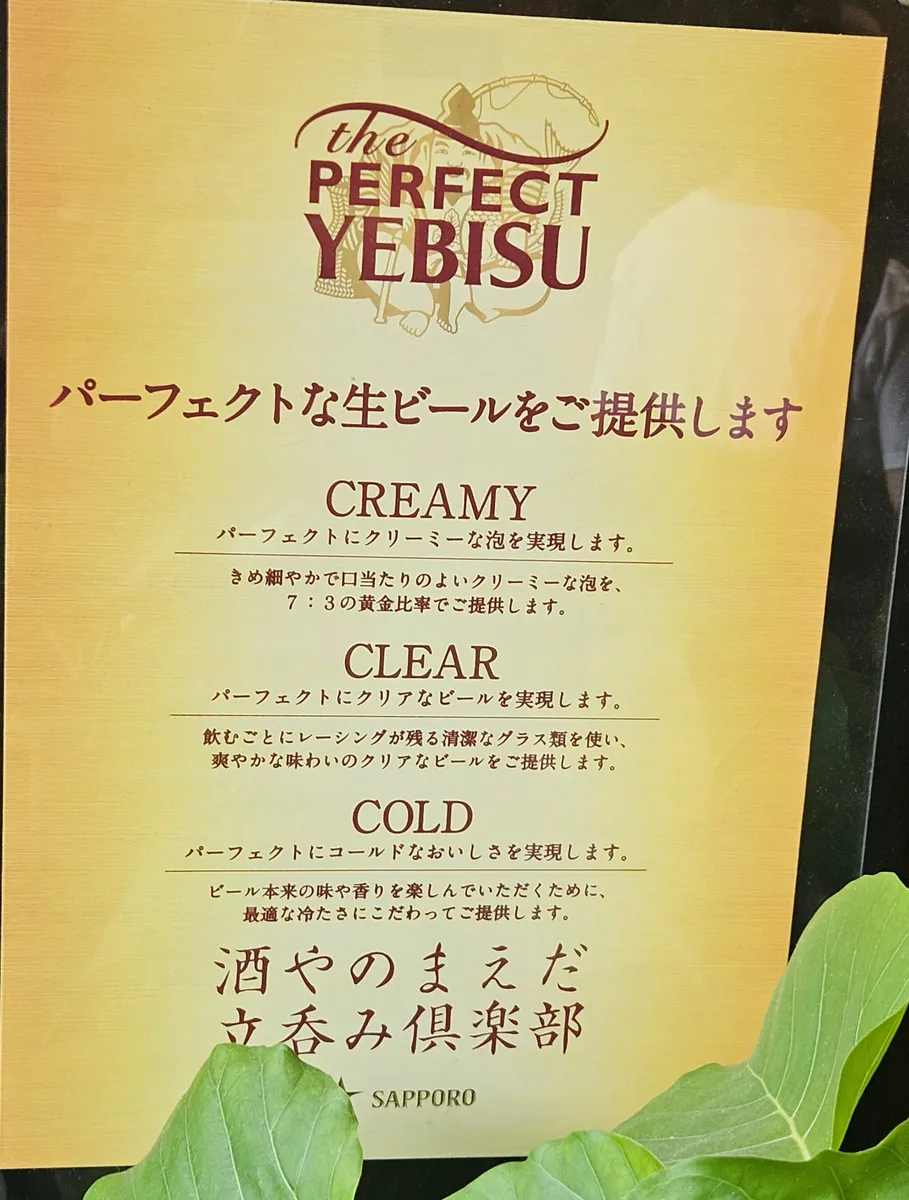 the
PERFECT
YEBISU
パーフェクトな生ビールをご提供します
CREAMY
パーフェクトにクリーミーな泡を実現します。
きめ細やかで口当たりのよいクリーミーな泡を、
7：3の黄金比率でご提供します。
CLEAR
パーフェクトにクリアなビールを実現します。
飲むごとにレーシングが残る清潔なグラス類を使い、
爽やかな味わいのクリアなビールをご提供します。
COLD
パーフェクトにコールドなおいしさを実現します。
ビール本来の味や香りを楽しんでいただくために、
最適な冷たさにこだわってご提供します。
酒やのまえだ
立呑み倶楽部
SAPPORO